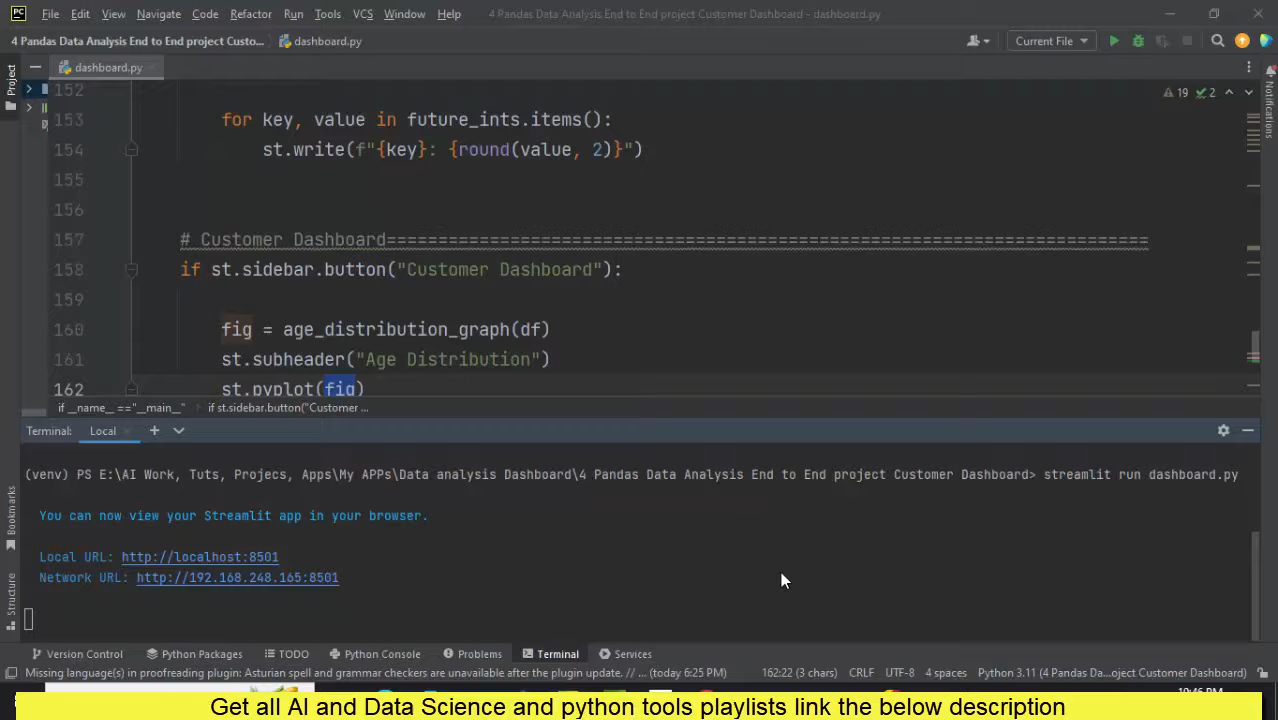 PC File Edit View Navigate Code Refactor Run Tools VCS Window Help 4 Pandas Data Analysis End to End project Customer Dashboard - dashboard.py
4 Pandas Data Analysis End to End project Custo... dashboard.py Current File
Project
dashboard.py
Notifications
19 2
152
153 for key, value in future_ints.items():
154 st.write(f"{key}: {round(value, 2)}")
155
156
157 # Customer Dashboard==========================================================================
158 if st.sidebar.button("Customer Dashboard"):
159
160 fig = age_distribution_graph(df)
161 st.subheader("Age Distribution")
162 st.pyplot(fig)
if __name__ =="__main__" if st.sidebar.button("Customer ...
Terminal: Local
(venv) PS E:\AI Work, Tuts, Projecs, Apps\My APPs\Data analysis Dashboard\4 Pandas Data Analysis End to End project Customer Dashboard> streamlit run dashboard.py
You can now view your Streamlit app in your browser.
Local URL: http://localhost:8501
Network URL: http://192.168.248.165:8501
Bookmarks
Structure
Version Control Python Packages TODO Python Console Problems Terminal Services
Missing language(s) in proofreading plugin: Asturian spell and grammar checkers are unavailable after the plugin update. // ... (today 6:25 PM) 162:22 (3 chars) CRLF UTF-8 4 spaces Python 3.11 (4 Pandas Data...oject Customer Dashboard)
10:46 PM
Get all AI and Data Science and python tools playlists link the below description